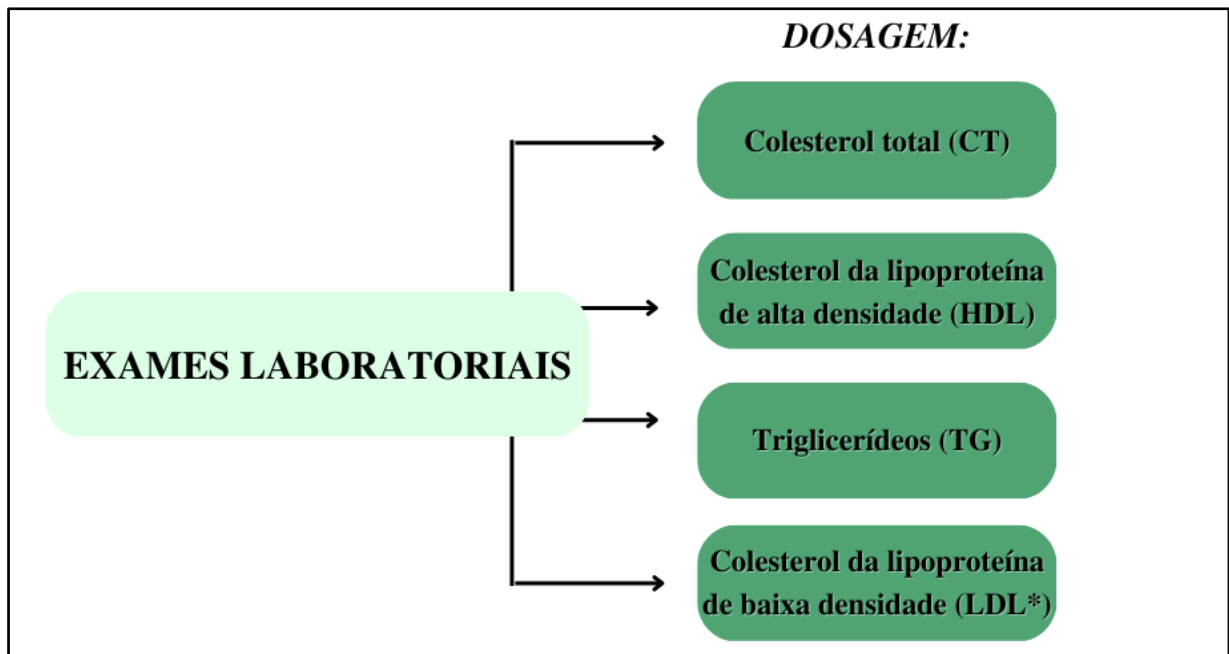 DOSAGEM:
Colesterol total (CT)
Colesterol da lipoproteína
de alta densidade (HDL)
EXAMES LABORATORIAIS
Triglicerídeos (TG)
Colesterol da lipoproteína
de baixa densidade (LDL*)